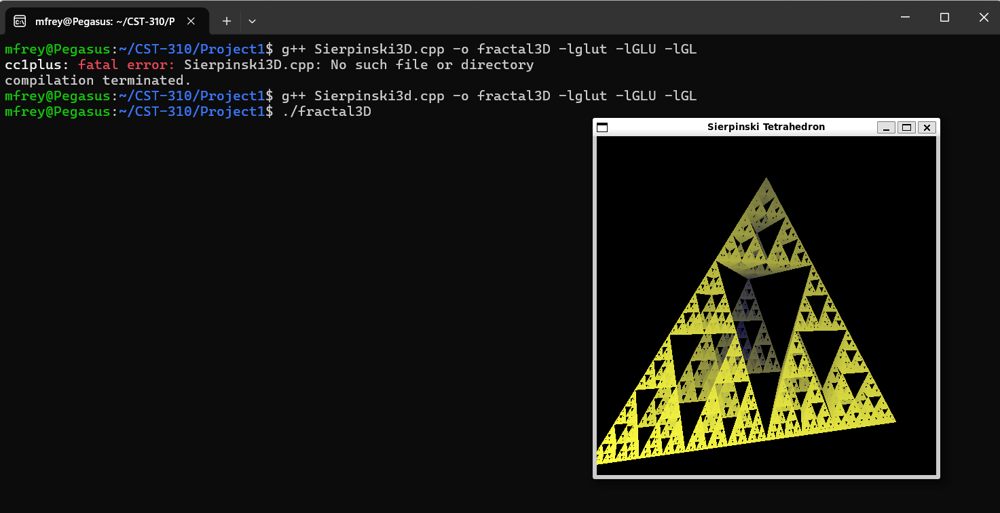 mfrey@Pegasus: ~/CST-310/P
mfrey@Pegasus:~/CST-310/Project1$ g++ Sierpinski3D.cpp -o fractal3D -lglut -lGLU -lGL
cc1plus: fatal error: Sierpinski3D.cpp: No such file or directory
compilation terminated.
mfrey@Pegasus:~/CST-310/Project1$ g++ Sierpinski3d.cpp -o fractal3D -lglut -lGLU -lGL
mfrey@Pegasus:~/CST-310/Project1$ ./fractal3D
Sierpinski Tetrahedron